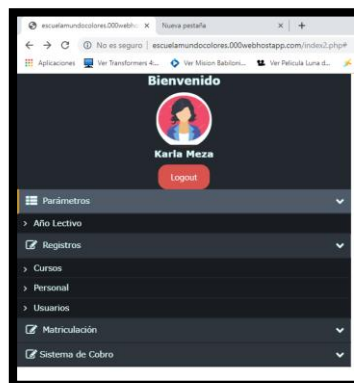 escuelamundocolores.000webho
Nueva pestaña
No es seguro | escuelamundocolores.000webhostapp.com/index2.php#
Aplicaciones Ver Transformers 4:... Ver Mision Babiloni... Ver Pelicula Luna d...
Bienvenido
Karla Meza
Logout
Parámetros
Año Lectivo
Registros
Cursos
Personal
Usuarios
Matriculación
Sistema de Cobro